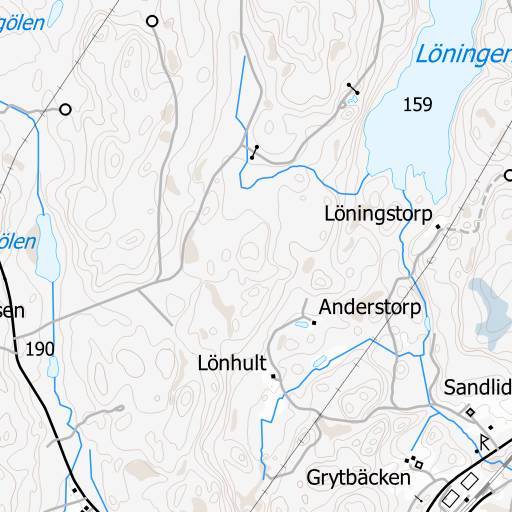 gölen
Löningen
159
Löningstorp
ölen
sen
Anderstorp
190
Lönhult
Sandlid
Grytbäcken